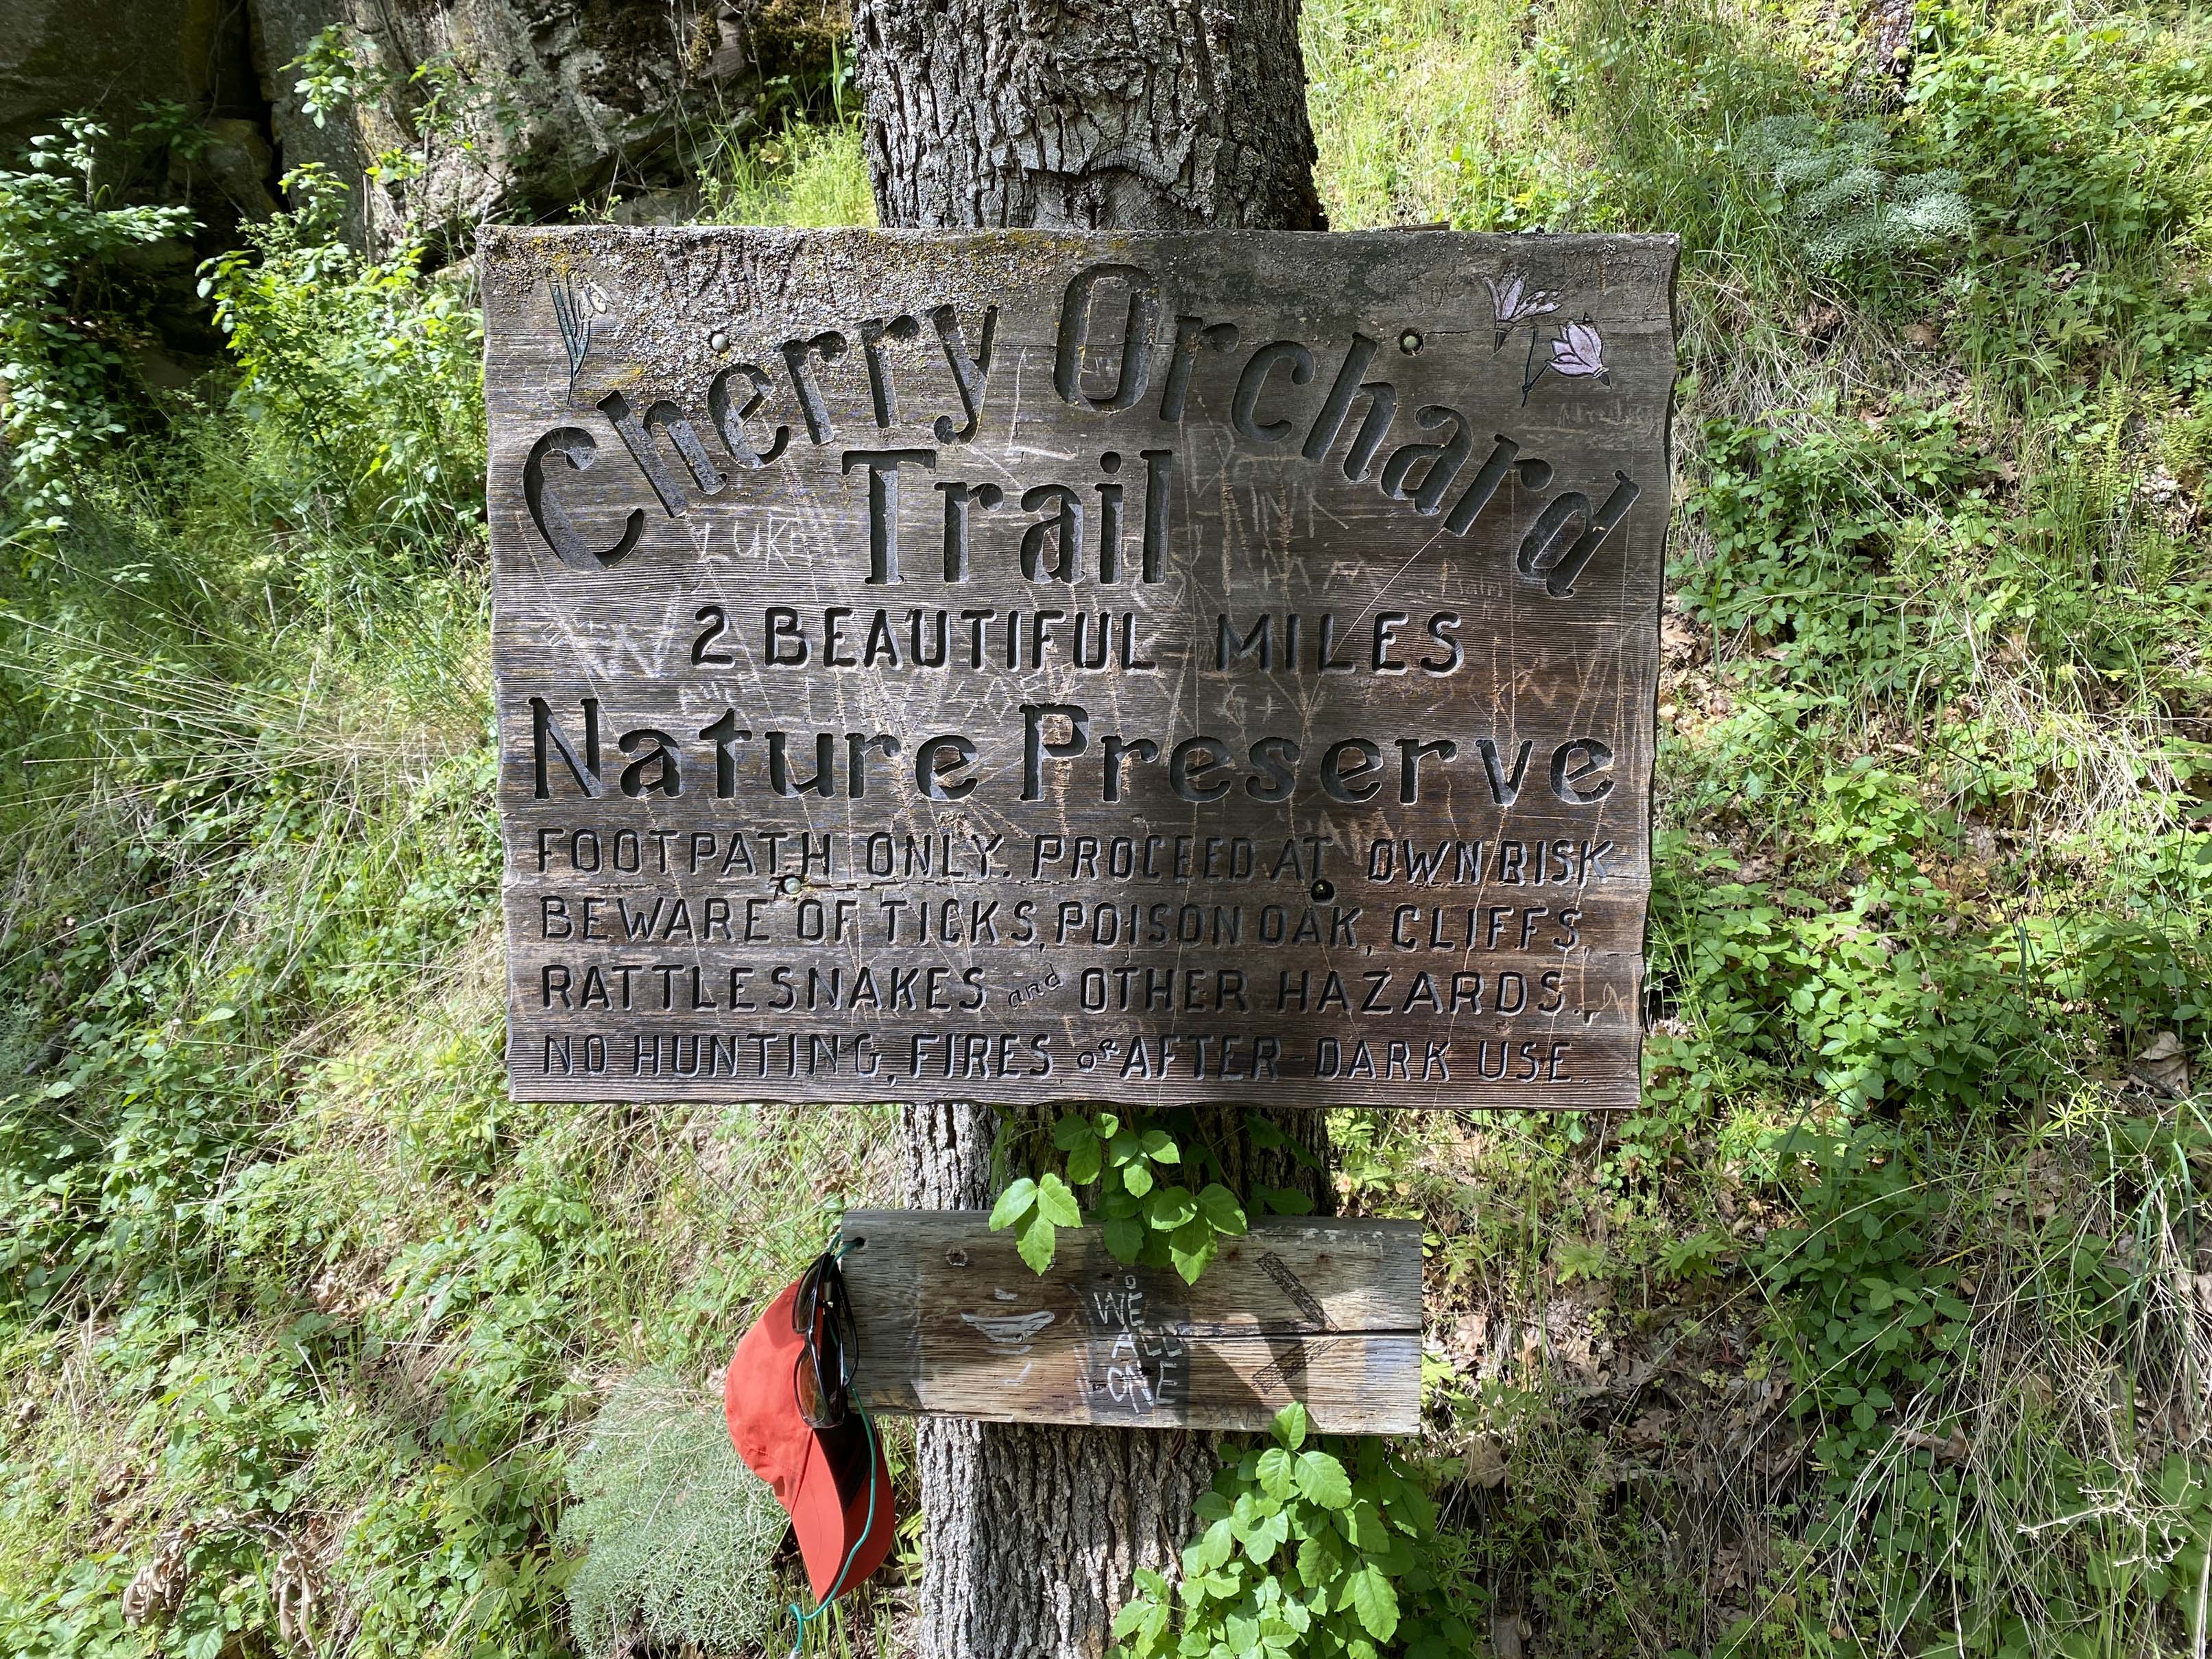 Cherry Orchard
Trail
LUKE
2 BEAUTIFUL MILES
Nature Preserve
FOOTPATH ONLY. PROCEED AT OWN RISK
BEWARE OF TICKS, POISON OAK, CLIFFS,
RATTLESNAKES and OTHER HAZARDS.
NO HUNTING, FIRES OR AFTER-DARK USE.
WE
ALL
ONE